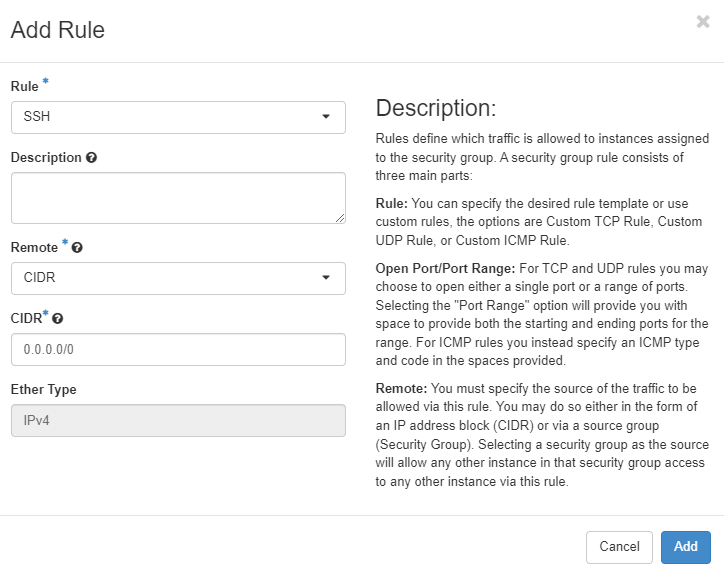 Add Rule
×
Rule *
SSH
Description ?
Remote * ?
CIDR
CIDR* ?
0.0.0.0/0
Ether Type
IPv4
Description:
Rules define which traffic is allowed to instances assigned
to the security group. A security group rule consists of
three main parts:
Rule: You can specify the desired rule template or use
custom rules, the options are Custom TCP Rule, Custom
UDP Rule, or Custom ICMP Rule.
Open Port/Port Range: For TCP and UDP rules you may
choose to open either a single port or a range of ports.
Selecting the "Port Range" option will provide you with
space to provide both the starting and ending ports for the
range. For ICMP rules you instead specify an ICMP type
and code in the spaces provided.
Remote: You must specify the source of the traffic to be
allowed via this rule. You may do so either in the form of
an IP address block (CIDR) or via a source group
(Security Group). Selecting a security group as the source
will allow any other instance in that security group access
to any other instance via this rule.
Cancel
Add